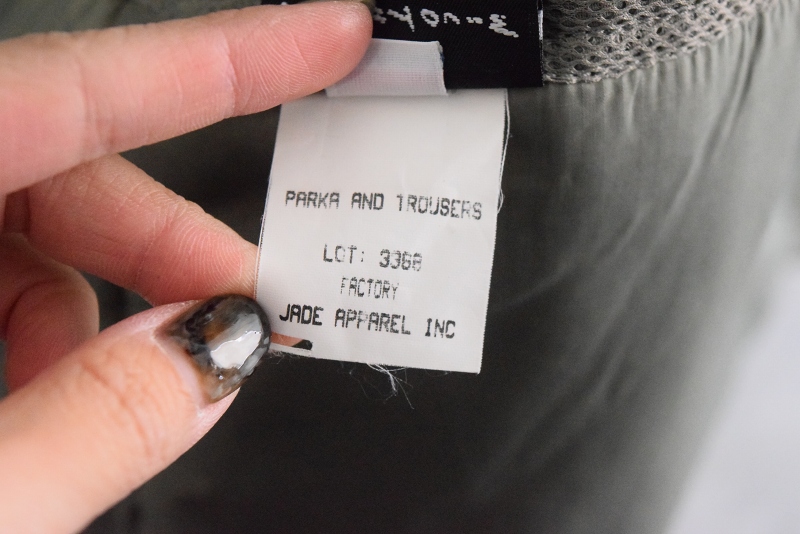 PARKA AND TROUSERS
LOT: 3368
FACTORY
JADE APPAREL INC